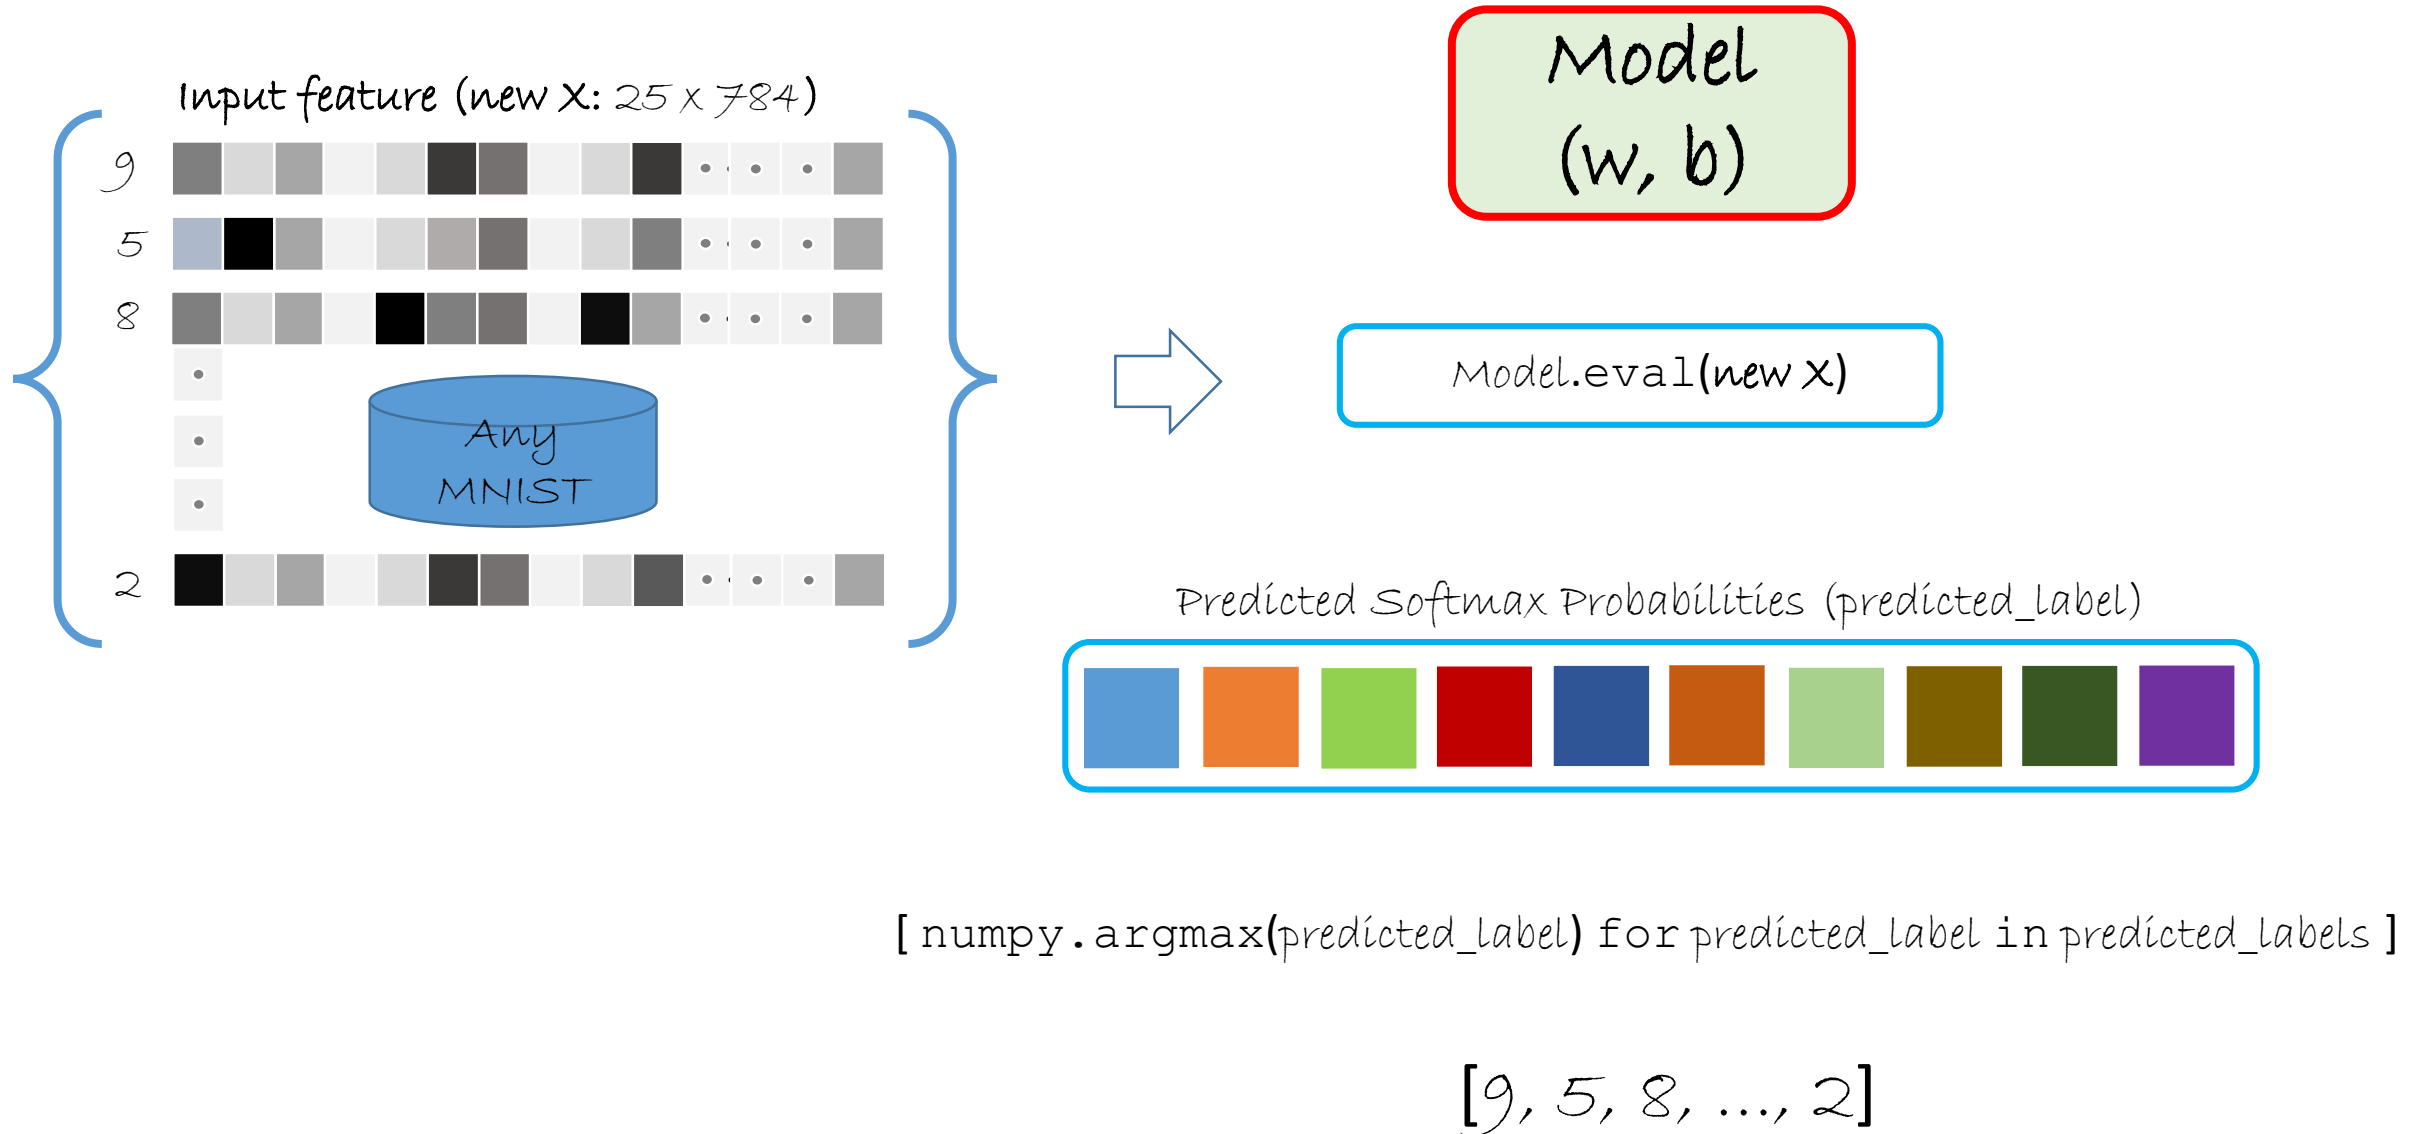 Input feature (new X: 25 x 784)
9
5
8
2
Any
MNIST
Model
(w, b)
Model.eval(new X)
Predicted Softmax Probabilities (predicted_label)
[ numpy.argmax(predicted_label) for predicted_label in predicted_labels ]
[9, 5, 8, ..., 2]